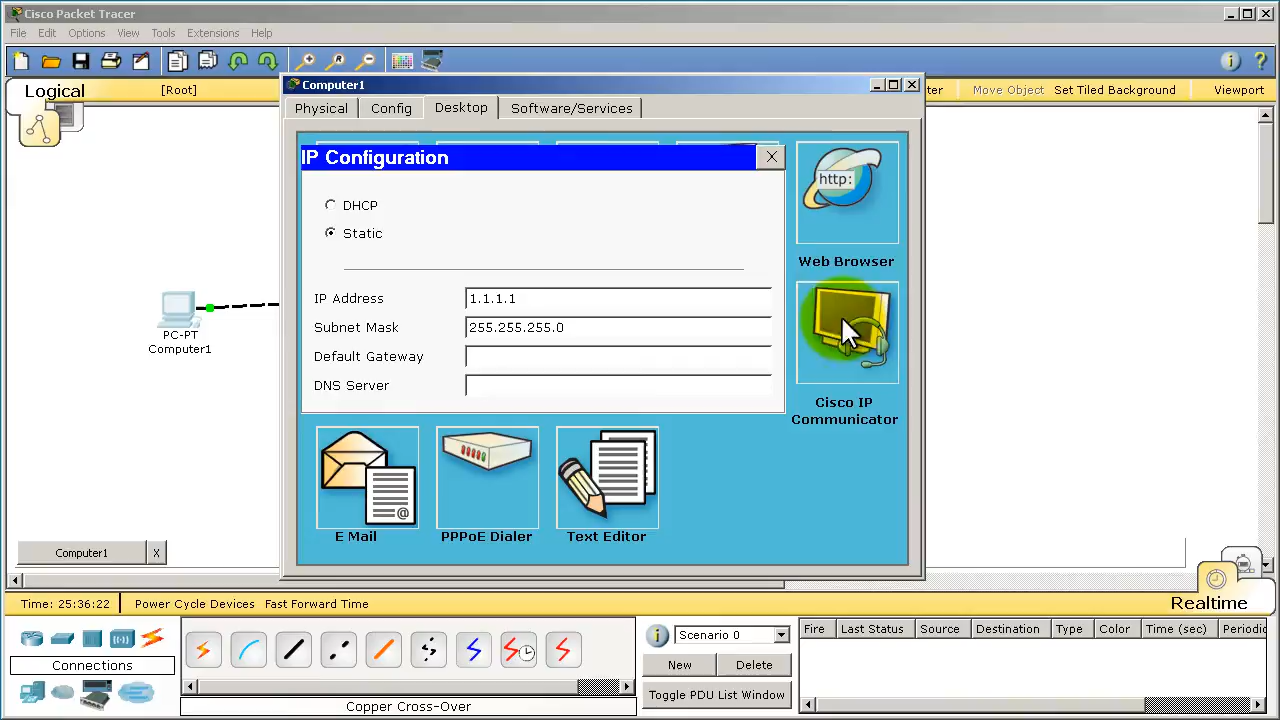 Cisco Packet Tracer
File Edit Options View Tools Extensions Help
Logical
[Root]
Move Object
Set Tiled Background
Viewport
Computer1
Physical
Config
Desktop
Software/Services
IP Configuration
X
DHCP
Static
IP Address
1.1.1.1
Subnet Mask
255.255.255.0
Default Gateway
DNS Server
http:
Web Browser
Cisco IP
Communicator
PC-PT
Computer1
@
E Mail
PPPoE Dialer
Text Editor
Computer1
X
Time: 25:36:22
Power Cycle Devices Fast Forward Time
Realtime
Connections
Copper Cross-Over
Scenario 0
New
Delete
Toggle PDU List Window
Fire
Last Status
Source
Destination
Type
Color
Time (sec)